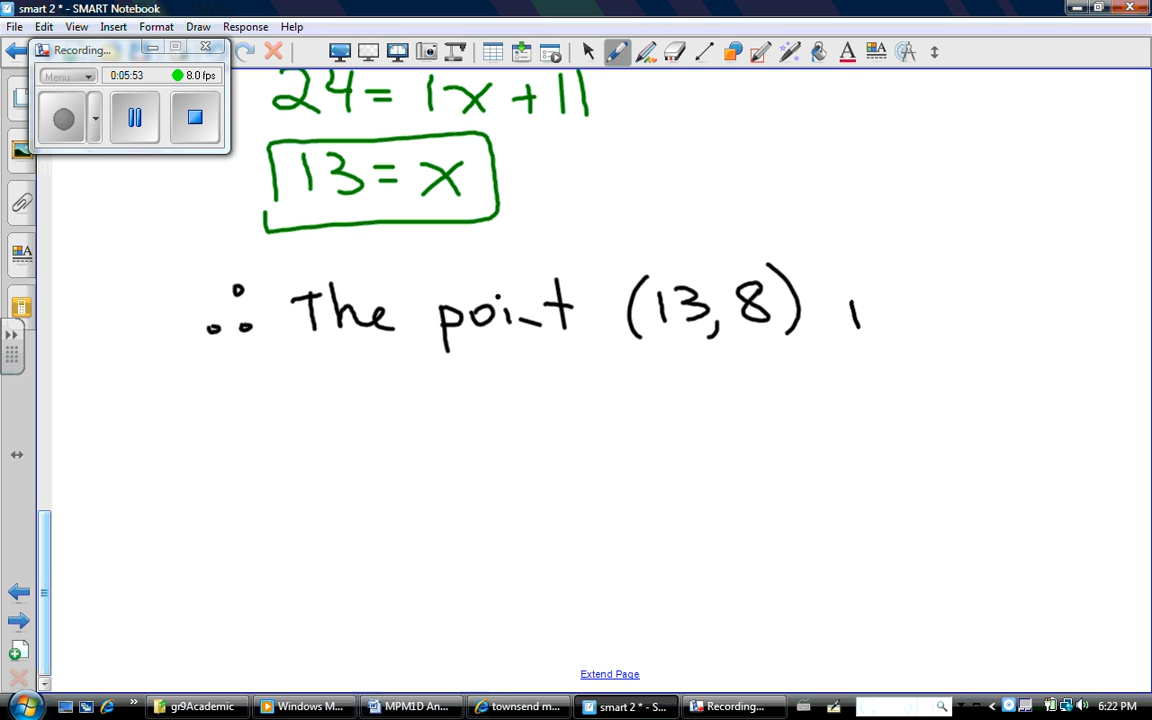 smart 2 * - SMART Notebook
File Edit View Insert Format Draw Response Help
Recording...
Menu 0:05:53 8.0 fps
24 = 1x + 11
13 = x
∴ The point (13, 8)
Extend Page
gr9Academic Windows M... MPM1D An... townsend m... smart 2 * - S... Recording... 6:22 PM